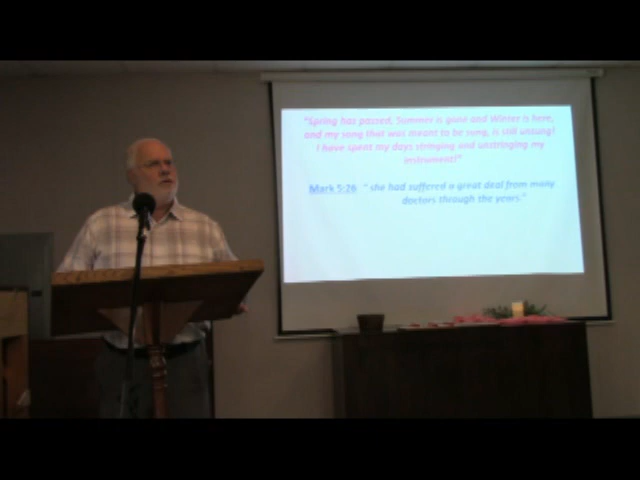 "Spring has passed, Summer is gone and Winter is here,
and my song that was meant to be sung, is still unsung!
I have spent my days stringing and unstringing my
instrument!"
Mark 5:26 " she had suffered a great deal from many
doctors through the years."